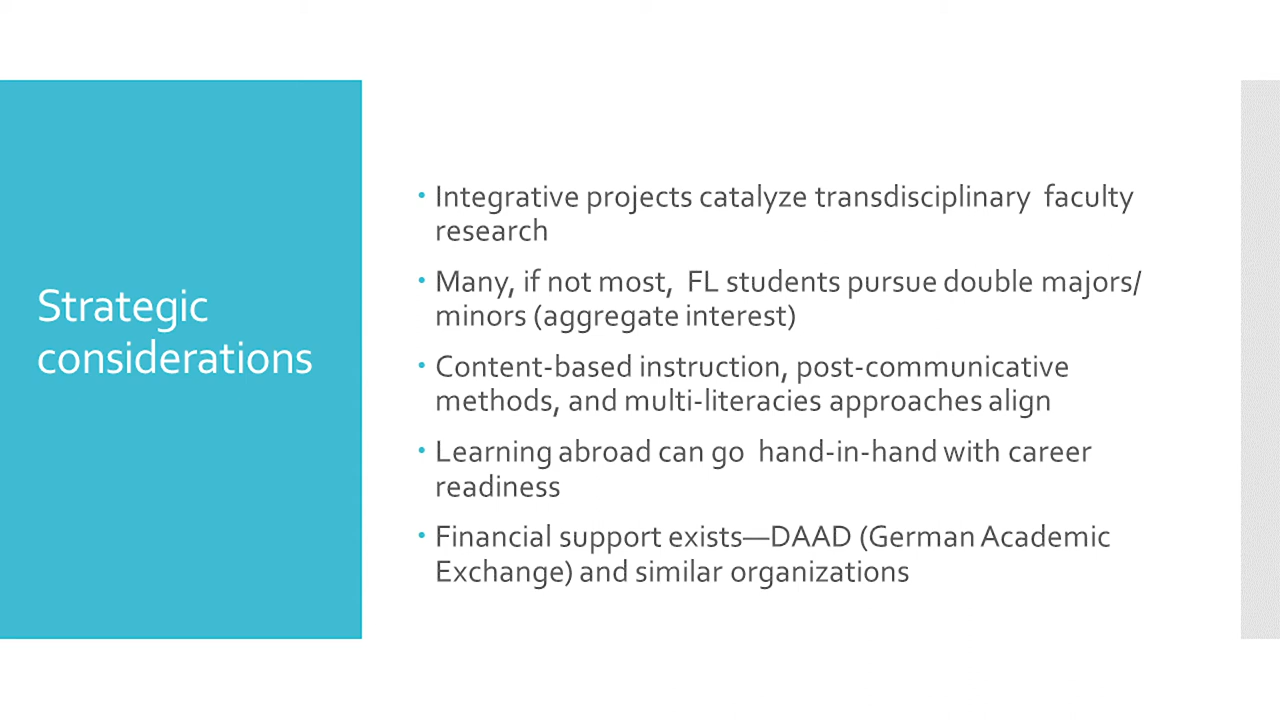 Strategic
considerations
• Integrative projects catalyze transdisciplinary  faculty
research
• Many, if not most,  FL students pursue double majors/
minors (aggregate interest)
• Content-based instruction, post-communicative
methods, and multi-literacies approaches align
• Learning abroad can go  hand-in-hand with career
readiness
• Financial support exists—DAAD (German Academic
Exchange) and similar organizations